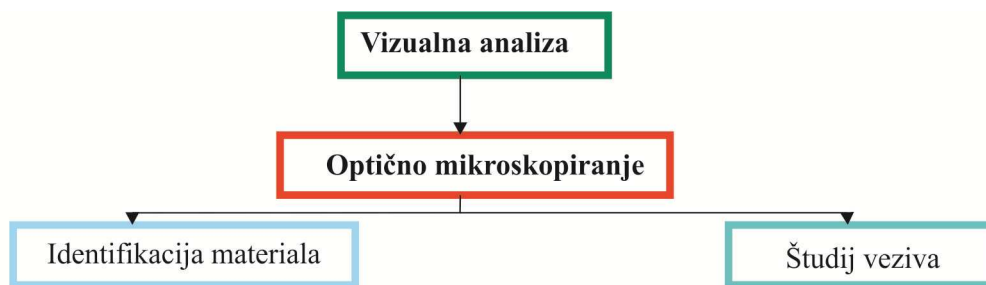 Vizualna analiza
Optično mikroskopiranje
Identifikacija materiala
Študij veziva